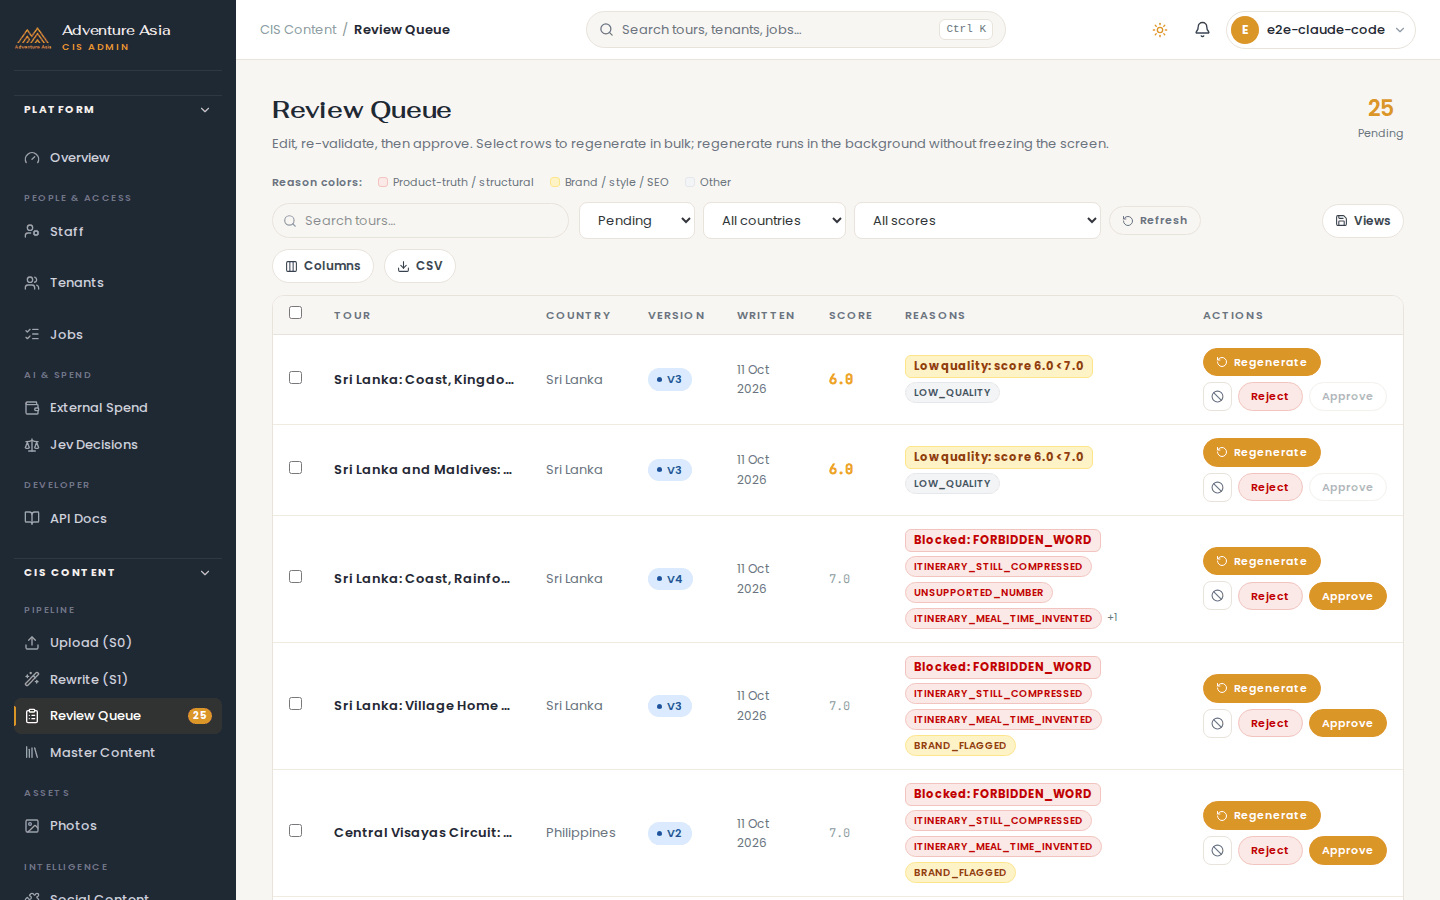 Adventure Asia
CIS ADMIN
PLATFORM
Overview
PEOPLE & ACCESS
Staff
Tenants
Jobs
AI & SPEND
External Spend
Jev Decisions
DEVELOPER
API Docs
CIS CONTENT
PIPELINE
Upload (S0)
Rewrite (S1)
Review Queue 25
Master Content
ASSETS
Photos
INTELLIGENCE
Social Content
CIS Content / Review Queue
Search tours, tenants, jobs... Ctrl K
E e2e-claude-code
Review Queue
25
Pending
Edit, re-validate, then approve. Select rows to regenerate in bulk; regenerate runs in the background without freezing the screen.
Reason colors: Product-truth / structural Brand / style / SEO Other
Search tours... Pending All countries All scores Refresh Views
Columns CSV
TOUR COUNTRY VERSION WRITTEN SCORE REASONS ACTIONS
Sri Lanka: Coast, Kingdo... Sri Lanka V3 11 Oct 2026 6.0 Low quality: score 6.0 < 7.0 Regenerate
LOW_QUALITY Reject Approve
Sri Lanka and Maldives: ... Sri Lanka V3 11 Oct 2026 6.0 Low quality: score 6.0 < 7.0 Regenerate
LOW_QUALITY Reject Approve
Sri Lanka: Coast, Rainfo... Sri Lanka V4 11 Oct 2026 7.0 Blocked: FORBIDDEN_WORD Regenerate
ITINERARY_STILL_COMPRESSED
UNSUPPORTED_NUMBER Reject Approve
ITINERARY_MEAL_TIME_INVENTED +1
Sri Lanka: Village Home ... Sri Lanka V3 11 Oct 2026 7.0 Blocked: FORBIDDEN_WORD Regenerate
ITINERARY_STILL_COMPRESSED
ITINERARY_MEAL_TIME_INVENTED Reject Approve
BRAND_FLAGGED
Central Visayas Circuit: ... Philippines V2 11 Oct 2026 7.0 Blocked: FORBIDDEN_WORD Regenerate
ITINERARY_STILL_COMPRESSED
ITINERARY_MEAL_TIME_INVENTED Reject Approve
BRAND_FLAGGED